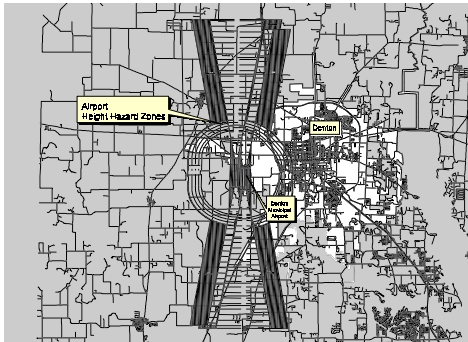 Airport
Height Hazard Zones
Denton
Denton
Municipal
Airport